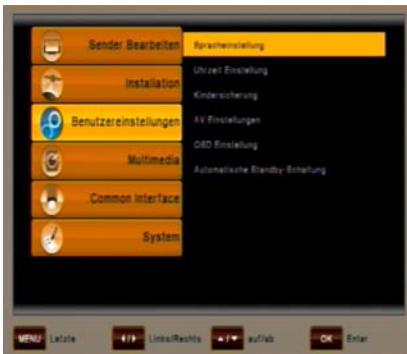 Sender Bearbeiten
Installation
Benutzereinstellungen
Multimedia
Common Interface
System
Spracheinstellung
Uhrzeit Einstellung
Kindersicherung
AV Einstellungen
OSD Einstellung
Automatische Standby-Schaltung
MENU Letzte
Links/Rechts
auf/ab
OK Enter